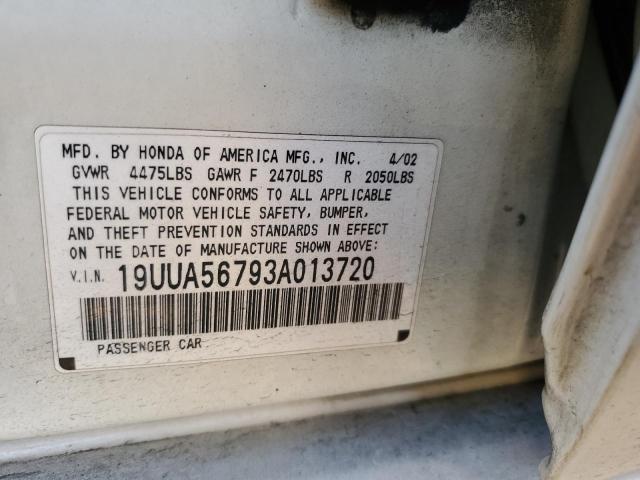 MFD. BY HONDA OF AMERICA MFG., INC. 4/02
GVWR 4475LBS GAWR F 2470LBS R 2050LBS
THIS VEHICLE CONFORMS TO ALL APPLICABLE
FEDERAL MOTOR VEHICLE SAFETY, BUMPER,
AND THEFT PREVENTION STANDARDS IN EFFECT
ON THE DATE OF MANUFACTURE SHOWN ABOVE:
V.I.N. 19UUA56793A013720
PASSENGER CAR